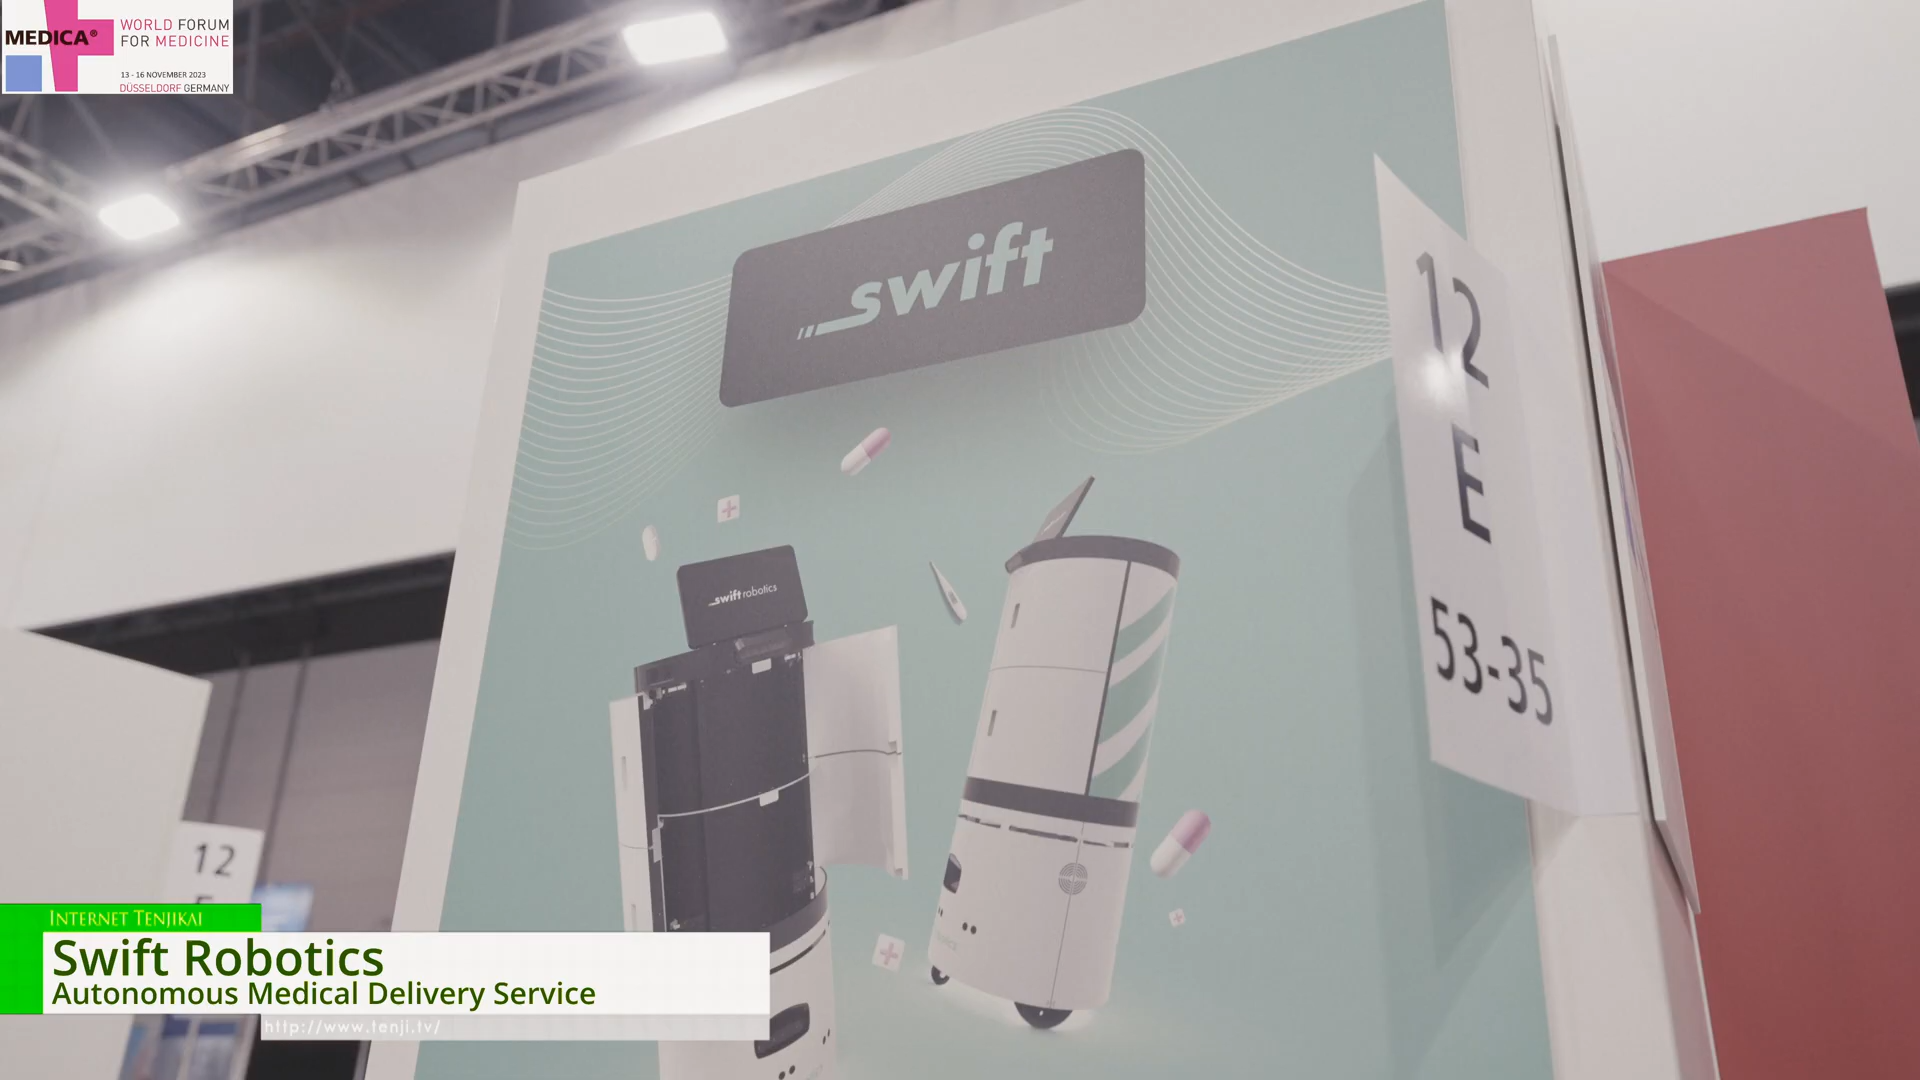 MEDICA®
WORLD FORUM
FOR MEDICINE
13 - 16 NOVEMBER 2023
DÜSSELDORF GERMANY
swift
12
E
53-35
swift robotics
12
INTERNET TENJIKAI
Swift Robotics
Autonomous Medical Delivery Service
http://www.tenji.tv/